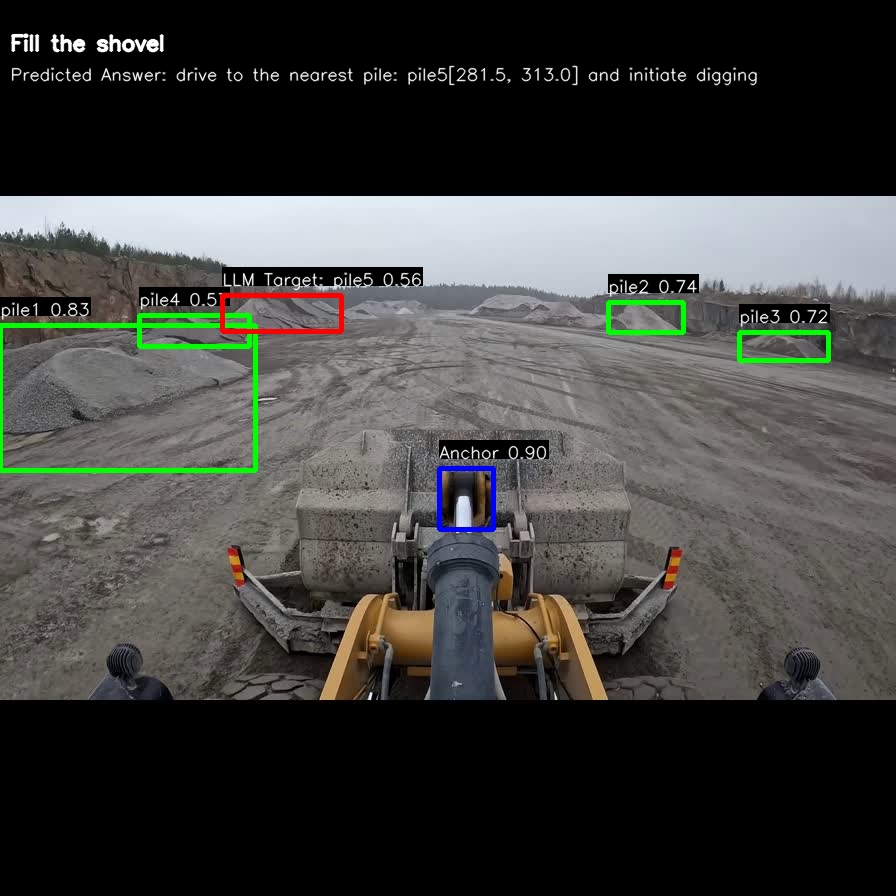 Fill the shovel
Predicted Answer: drive to the nearest pile: pile5[281.5, 313.0] and initiate digging
LLM Target: pile5 0.56
pile2 0.74
pile4 0.5
pile1 0.83
pile3 0.72
Anchor 0.90